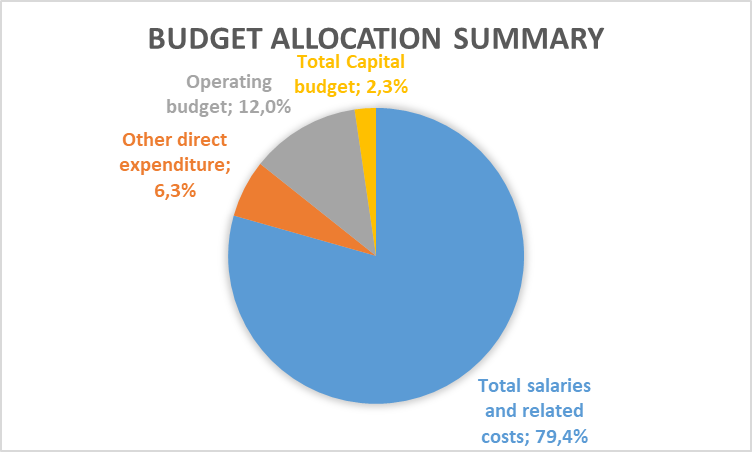 BUDGET ALLOCATION SUMMARY
Total Capital
budget; 2,3%
Operating
budget; 12,0%
Other direct
expenditure;
6,3%
Total salaries
and related
costs; 79,4%